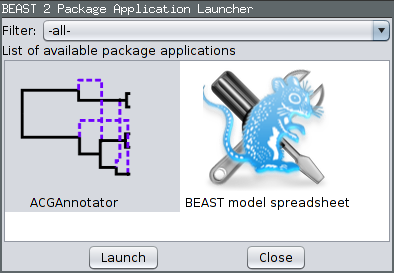 BEAST 2 Package Application Launcher
Filter: -all-
List of available package applications
ACGAnnotator BEAST model spreadsheet
Launch Close